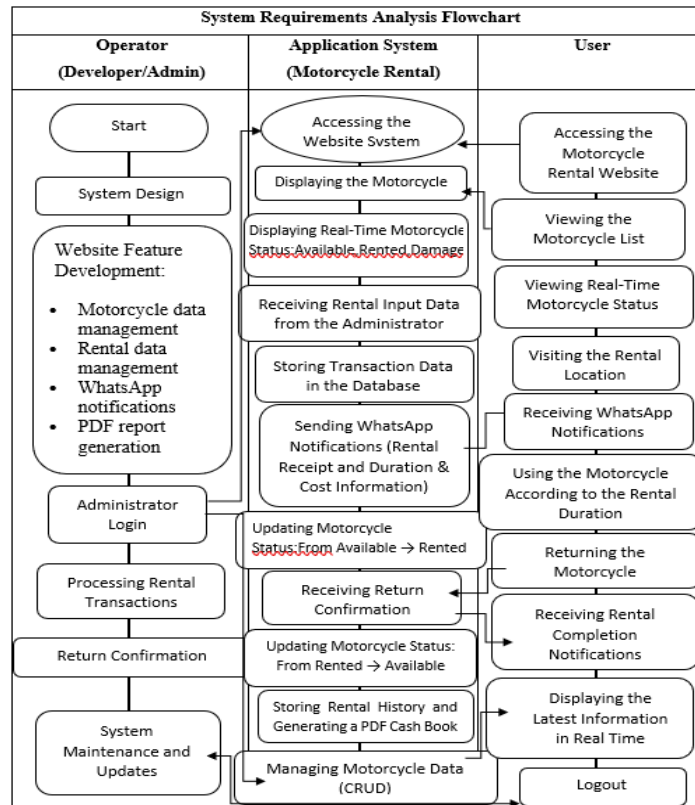 System Requirements Analysis Flowchart
Operator
(Developer/Admin)
Application System
(Motorcycle Rental)
User
Start
System Design
Website Feature
Development:
• Motorcycle data
management
• Rental data
management
• WhatsApp
notifications
• PDF report
generation
Administrator
Login
Processing Rental
Transactions
Return Confirmation
System
Maintenance and
Updates
Accessing the
Website System
Displaying the Motorcycle
Displaying Real-Time Motorcycle
Status:Available,Rented,Damage
Receiving Rental Input Data
from the Administrator
Storing Transaction Data
in the Database
Sending WhatsApp
Notifications (Rental
Receipt and Duration &
Cost Information)
Updating Motorcycle
Status:From Available → Rented
Receiving Return
Confirmation
Updating Motorcycle Status:
From Rented → Available
Storing Rental History and
Generating a PDF Cash Book
Managing Motorcycle Data
(CRUD)
Accessing the
Motorcycle
Rental Website
Viewing the
Motorcycle List
Viewing Real-Time
Motorcycle Status
Visiting the Rental
Location
Receiving WhatsApp
Notifications
Using the Motorcycle
According to the Rental
Duration
Returning the
Motorcycle
Receiving Rental
Completion
Notifications
Displaying the
Latest Information
in Real Time
Logout